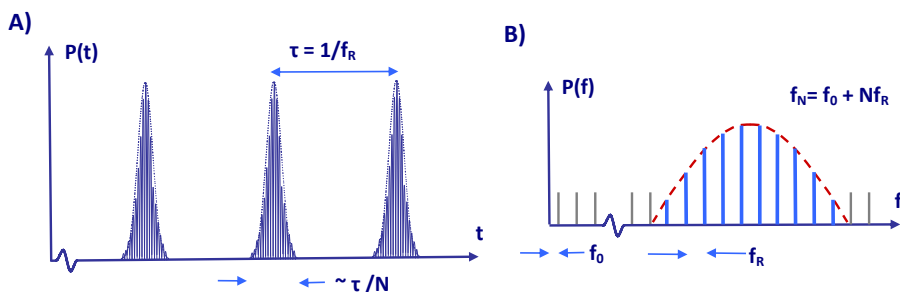 A)
P(t)
τ = 1/fR
t
~ τ /N
B)
P(f)
fN= f0 + NfR
f
f0
fR